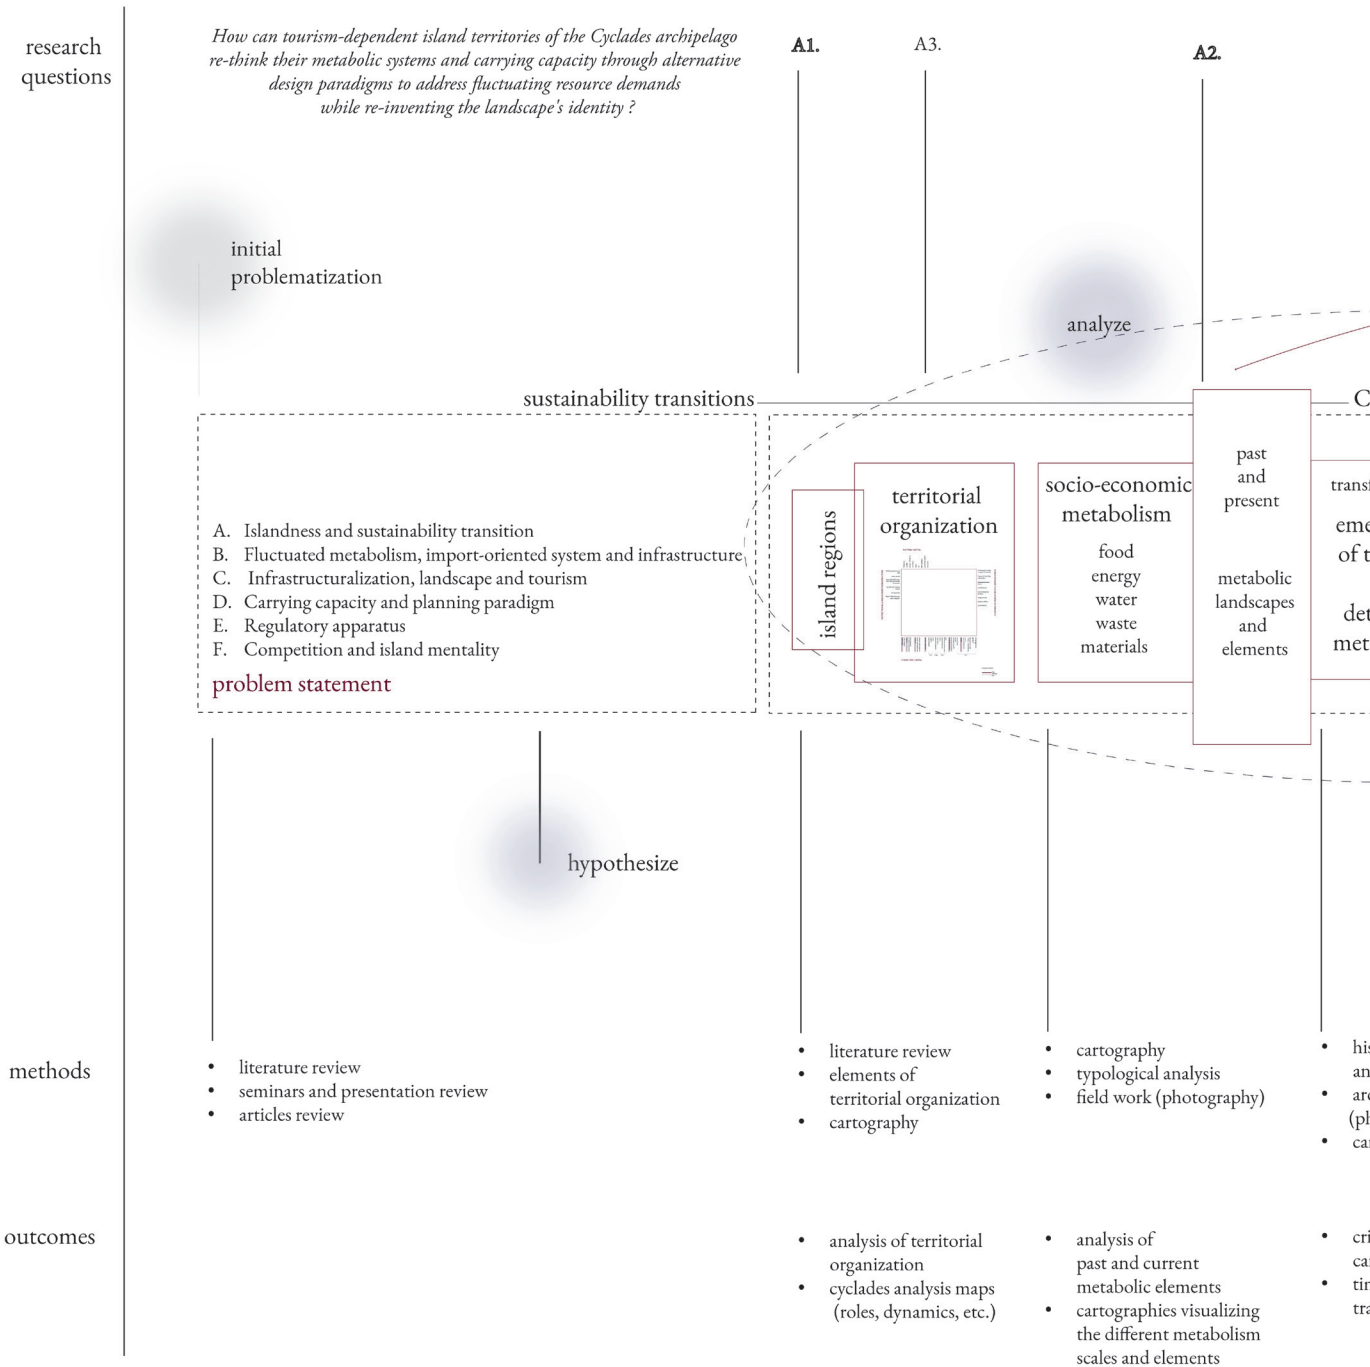 research
questions
How can tourism-dependent island territories of the Cyclades archipelago
re-think their metabolic systems and carrying capacity through alternative
design paradigms to address fluctuating resource demands
while re-inventing the landscape's identity ?
A1.
A3.
A2.
initial
problematization
analyze
sustainability transitions
C
A. Islandness and sustainability transition
B. Fluctuated metabolism, import-oriented system and infrastructure
C. Infrastructuralization, landscape and tourism
D. Carrying capacity and planning paradigm
E. Regulatory apparatus
F. Competition and island mentality
problem statement
island regions
territorial
organization
socio-economic
metabolism
food
energy
water
waste
materials
past
and
present
metabolic
landscapes
and
elements
of t
hypothesize
methods
• literature review
• seminars and presentation review
• articles review
• literature review
• elements of
territorial organization
• cartography
• cartography
• typological analysis
• field work (photography)
outcomes
• analysis of territorial
organization
• cyclades analysis maps
(roles, dynamics, etc.)
• analysis of
past and current
metabolic elements
• cartographies visualizing
the different metabolism
scales and elements